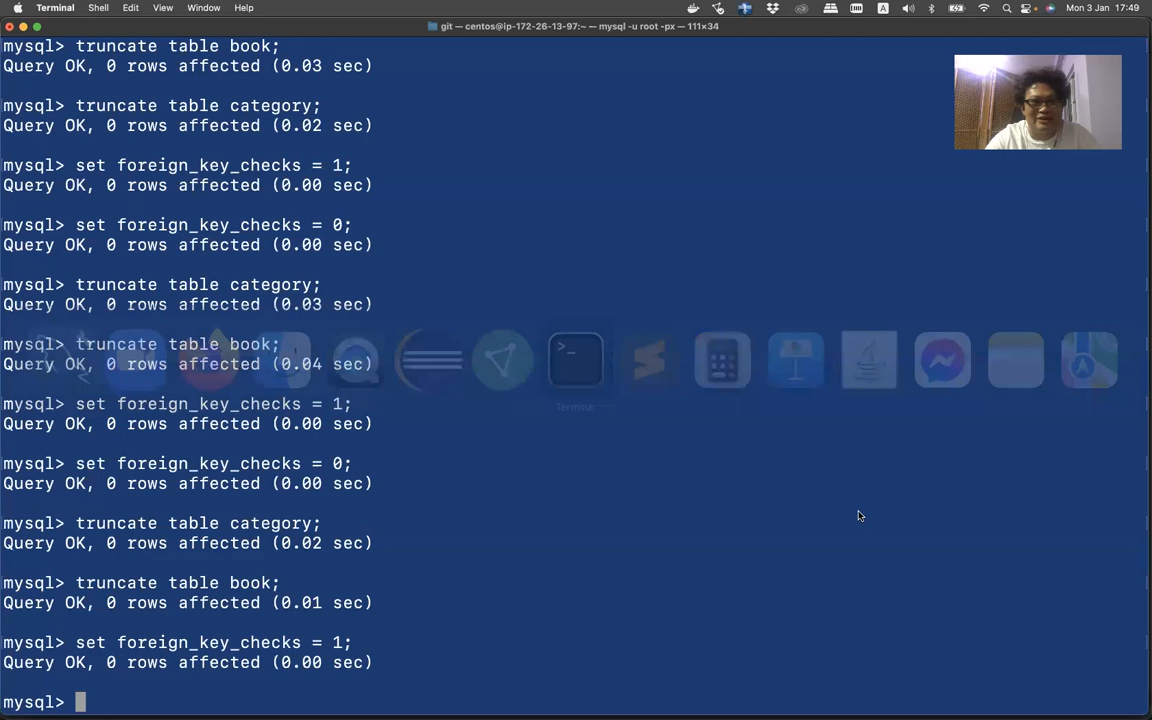 Terminal Shell Edit View Window Help A Mon 3 Jan 17:49
git — centos@ip-172-26-13-97:~ — mysql -u root -px — 111×34
mysql> truncate table book;
Query OK, 0 rows affected (0.03 sec)
mysql> truncate table category;
Query OK, 0 rows affected (0.02 sec)
mysql> set foreign_key_checks = 1;
Query OK, 0 rows affected (0.00 sec)
mysql> set foreign_key_checks = 0;
Query OK, 0 rows affected (0.00 sec)
mysql> truncate table category;
Query OK, 0 rows affected (0.03 sec)
mysql> truncate table book;
Query OK, 0 rows affected (0.04 sec)
mysql> set foreign_key_checks = 1;
Terminal
Query OK, 0 rows affected (0.00 sec)
mysql> set foreign_key_checks = 0;
Query OK, 0 rows affected (0.00 sec)
mysql> truncate table category;
Query OK, 0 rows affected (0.02 sec)
mysql> truncate table book;
Query OK, 0 rows affected (0.01 sec)
mysql> set foreign_key_checks = 1;
Query OK, 0 rows affected (0.00 sec)
mysql>